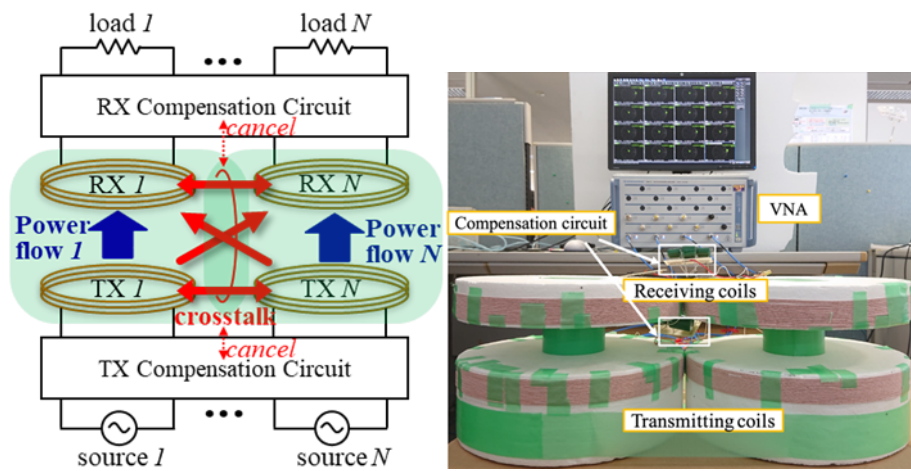 load 1
load N
RX Compensation Circuit
cancel
RX 1
RX N
Power
flow 1
Power
flow N
TX 1
TX N
crosstalk
cancel
TX Compensation Circuit
source 1
source N
VNA
Compensation circuit
Receiving coils
Transmitting coils